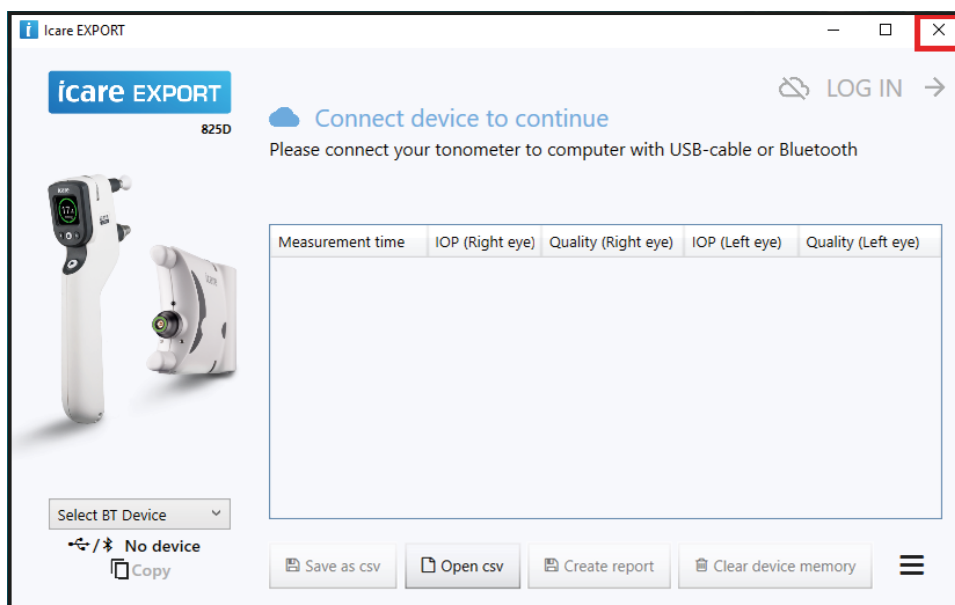 Icare EXPORT
icare EXPORT
825D
LOG IN
Connect device to continue
Please connect your tonometer to computer with USB-cable or Bluetooth
Measurement time IOP (Right eye) Quality (Right eye) IOP (Left eye) Quality (Left eye)
Select BT Device
/ No device
Copy
Save as csv Open csv Create report Clear device memory